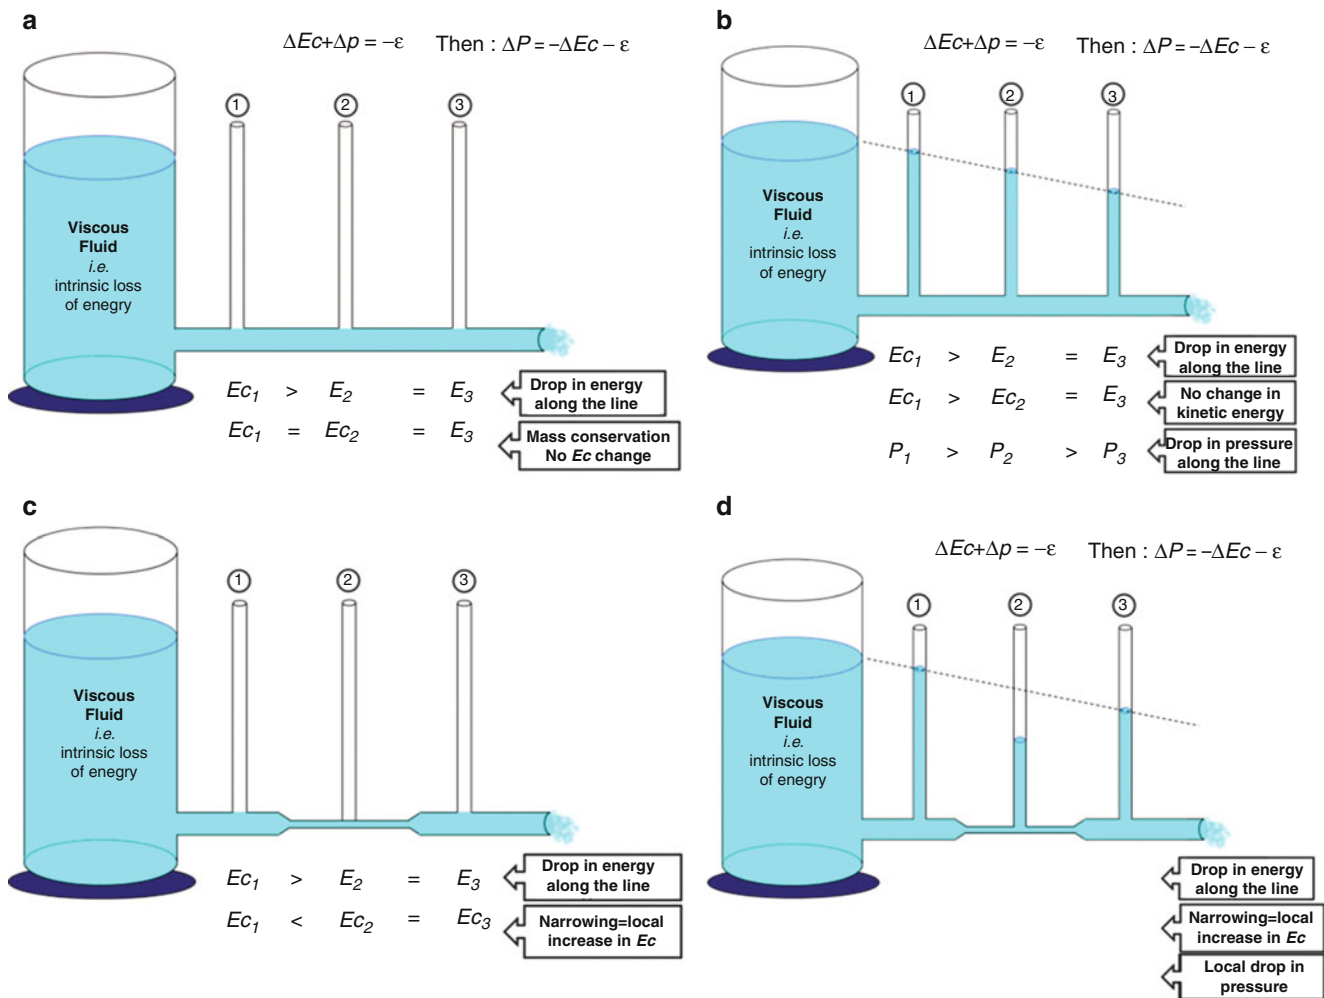 a
ΔEc+Δp = –ε Then : ΔP = –ΔEc – ε
1 2 3
Viscous
Fluid
i.e.
intrinsic loss
of enegry
Ec1 > E2 = E3
Drop in energy
along the line
Ec1 = Ec2 = E3
Mass conservation
No Ec change
b
ΔEc+Δp = –ε Then : ΔP = –ΔEc – ε
1 2 3
Viscous
Fluid
i.e.
intrinsic loss
of enegry
Ec1 > E2 = E3
Drop in energy
along the line
Ec1 > Ec2 = E3
No change in
kinetic energy
P1 > P2 > P3
Drop in pressure
along the line
c
1 2 3
Viscous
Fluid
i.e.
intrinsic loss
of enegry
Ec1 > E2 = E3
Drop in energy
along the line
Ec1 < Ec2 = Ec3
Narrowing=local
increase in Ec
d
ΔEc+Δp = –ε Then : ΔP = –ΔEc – ε
1 2 3
Viscous
Fluid
i.e.
intrinsic loss
of enegry
Drop in energy
along the line
Narrowing=local
increase in Ec
Local drop in
pressure